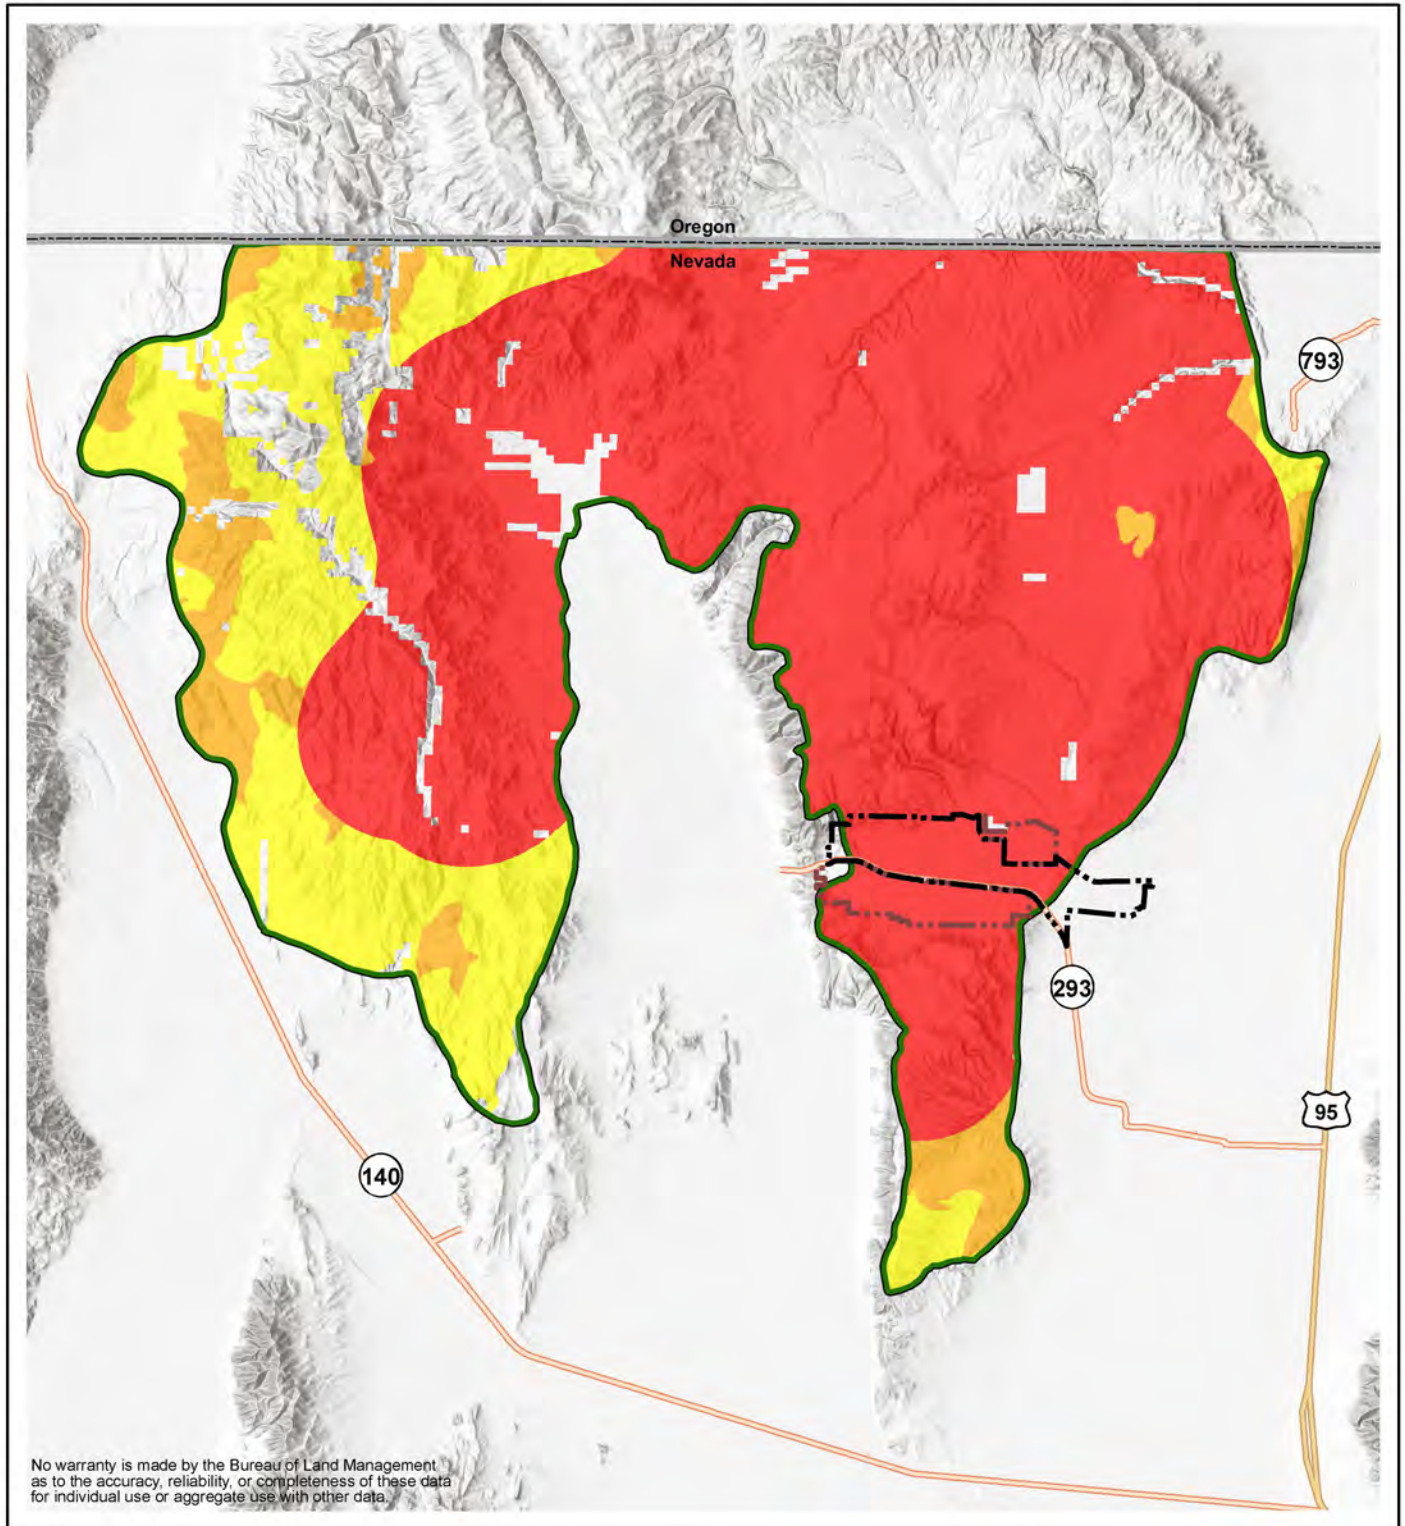 Oregon
Nevada
793
293
95
140
No warranty is made by the Bureau of Land Management
as to the accuracy, reliability, or completeness of these data
for individual use or aggregate use with other data.